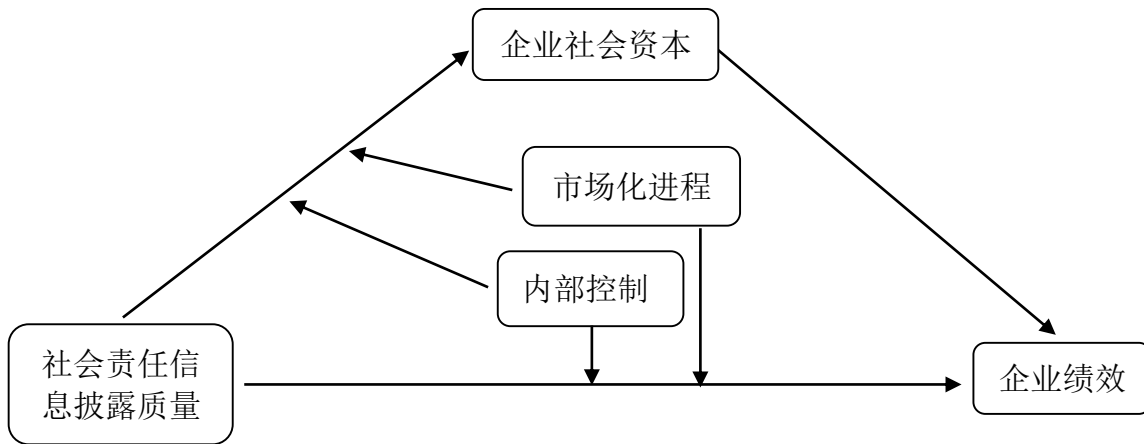 企业社会资本
市场化进程
内部控制
社会责任信
息披露质量
企业绩效